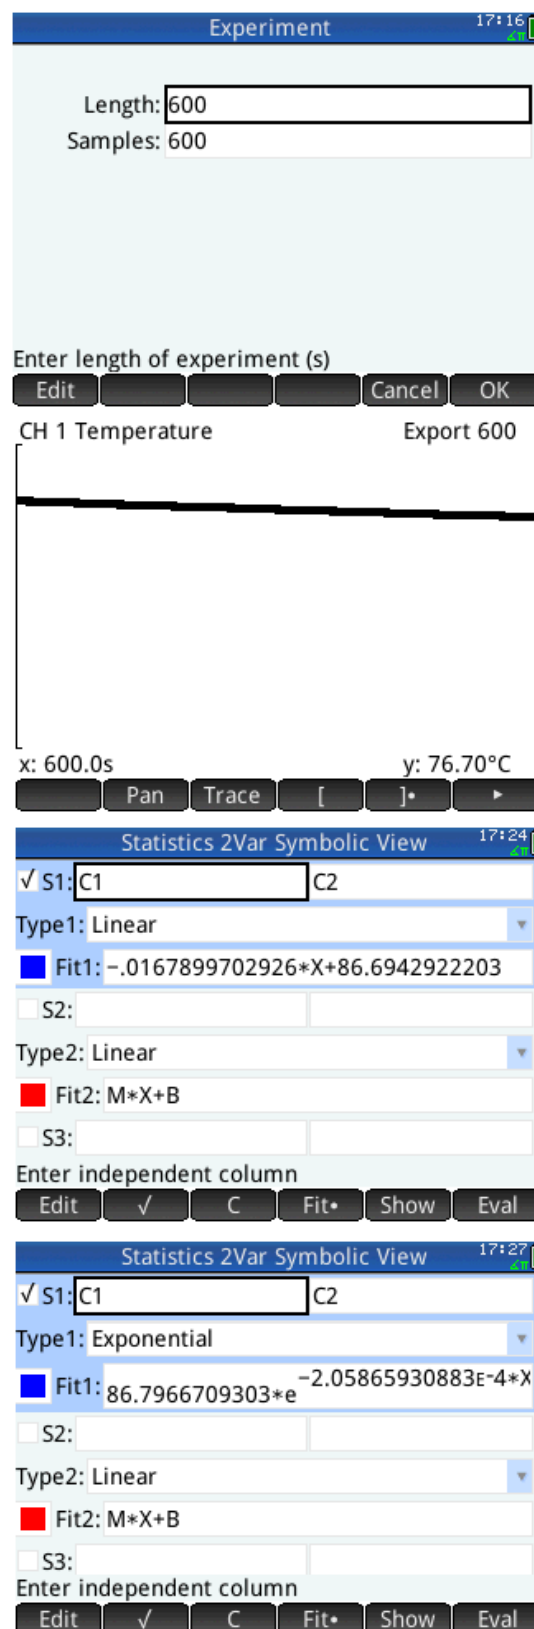 Experiment 17:16
∡π
Length: 600
Samples: 600
Enter length of experiment (s)
Edit Cancel OK
CH 1 Temperature Export 600
x: 600.0s y: 76.70°C
Pan Trace [ ]• ▸
Statistics 2Var Symbolic View 17:24
∡π
√ S1: C1 C2
Type1: Linear
Fit1: -.0167899702926*X+86.6942922203
S2:
Type2: Linear
Fit2: M*X+B
S3:
Enter independent column
Edit √ C Fit• Show Eval
Statistics 2Var Symbolic View 17:27
∡π
√ S1: C1 C2
Type1: Exponential
Fit1: 86.7966709303*e^-2.05865930883E-4*X
S2:
Type2: Linear
Fit2: M*X+B
S3:
Enter independent column
Edit √ C Fit• Show Eval